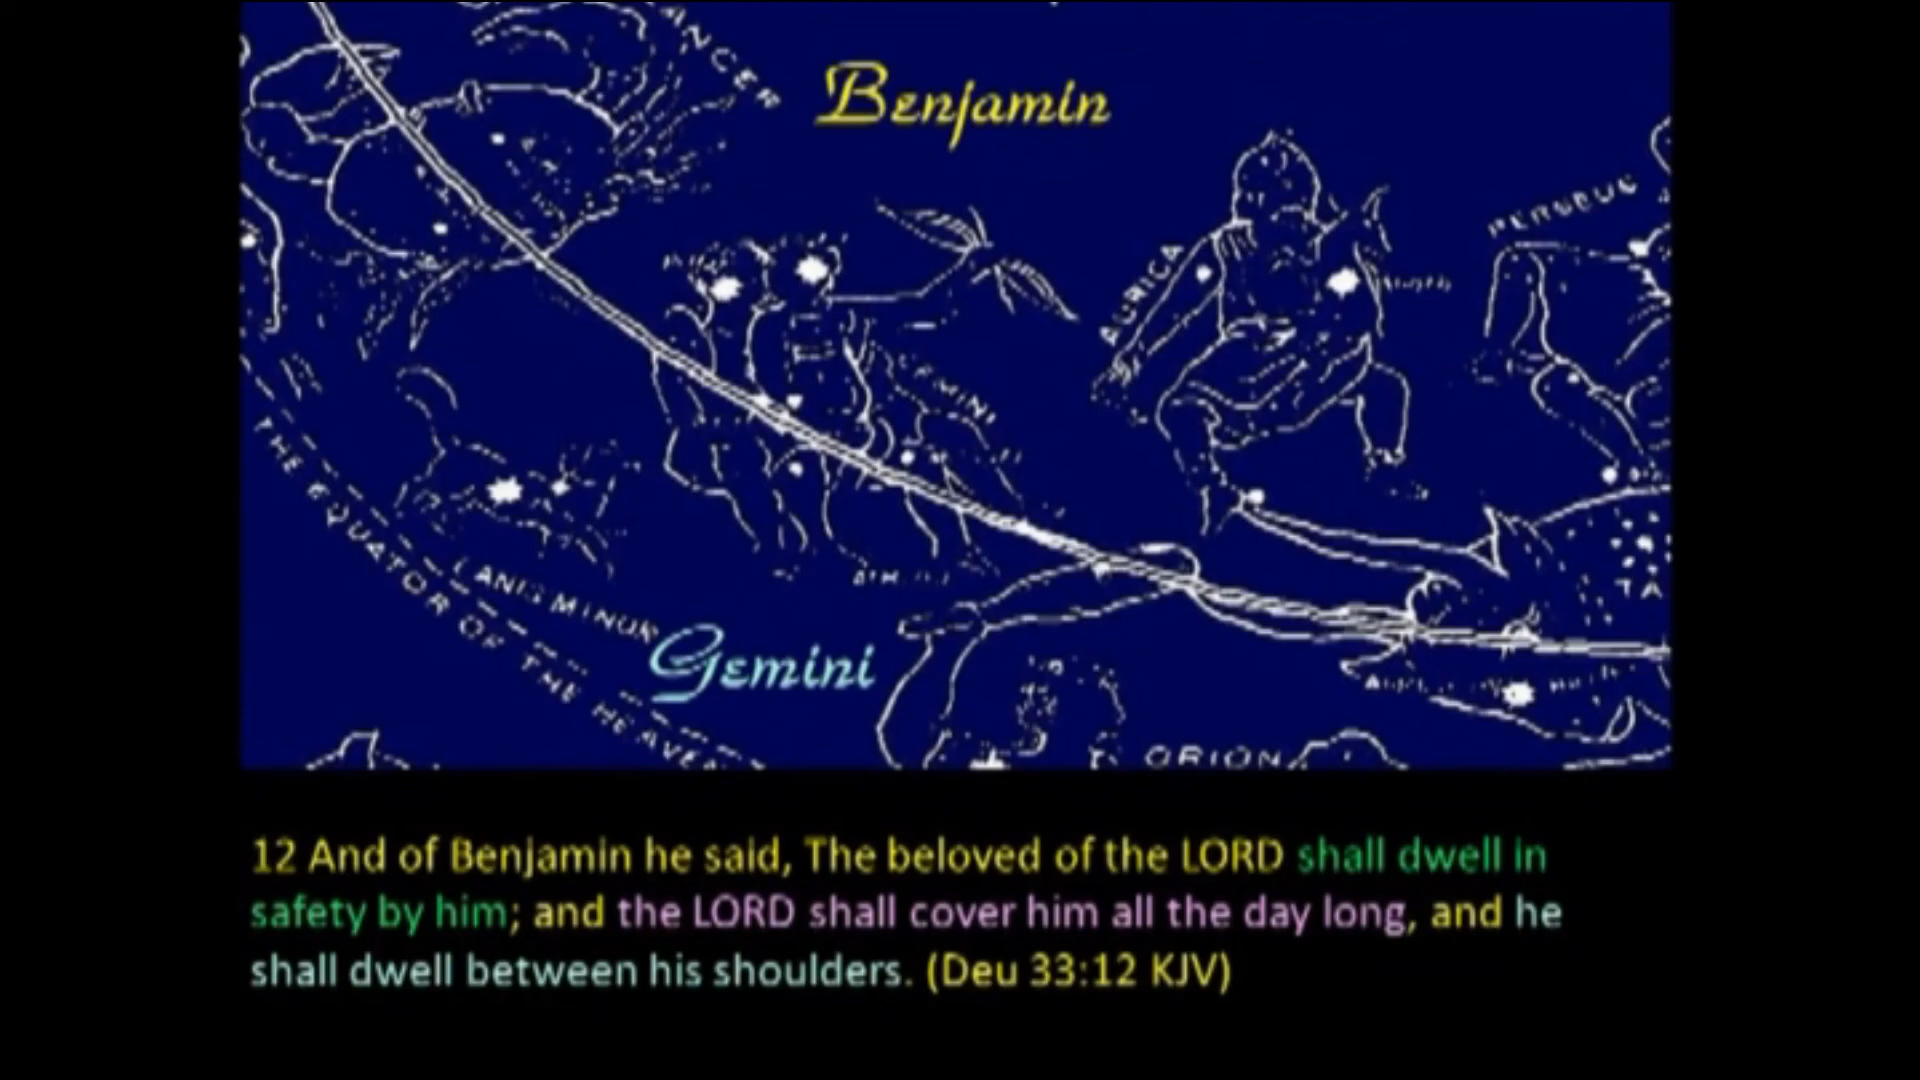 ANCER
Benjamin
PERSEUS
AURIGA
GEMINI
THE EQUATOR OF THE HEAVEN
CANIS MINOR
TA
Gemini
ORION
12 And of Benjamin he said, The beloved of the LORD shall dwell in
safety by him; and the LORD shall cover him all the day long, and he
shall dwell between his shoulders. (Deu 33:12 KJV)